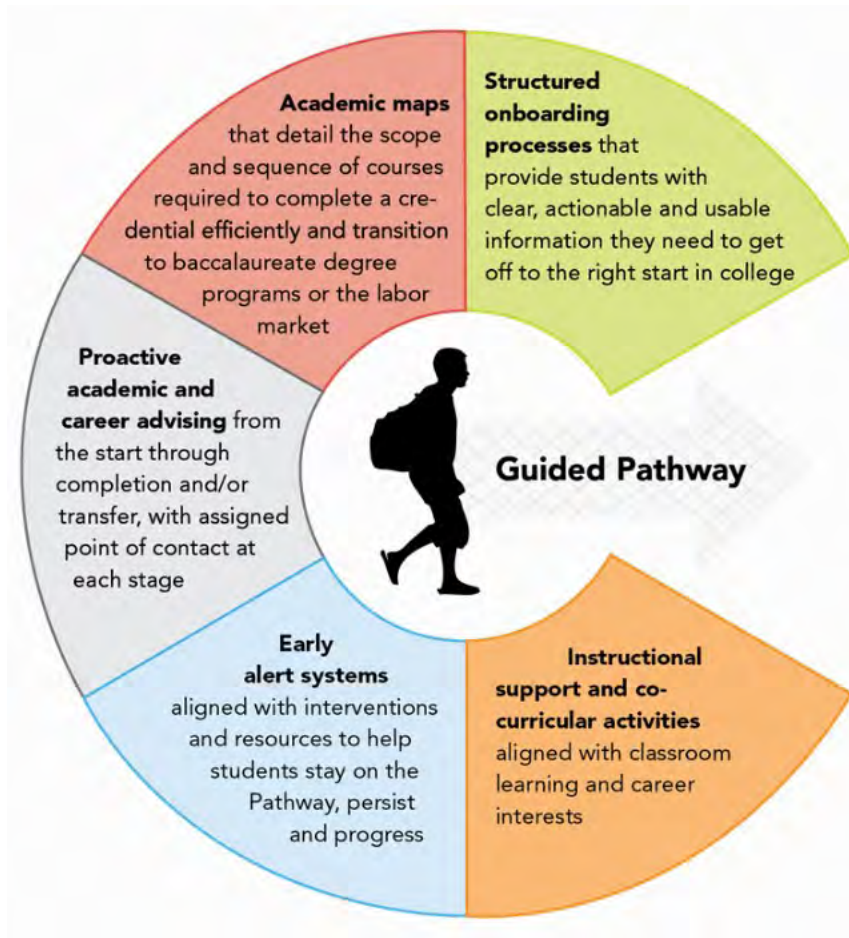 Structured
onboarding
processes that
provide students with
clear, actionable and usable
information they need to get
off to the right start in college
Academic maps
that detail the scope
and sequence of courses
required to complete a cre-
dential efficiently and transition
to baccalaureate degree
programs or the labor
market
Proactive
academic and
career advising from
the start through
completion and/or
transfer, with assigned
point of contact at
each stage
Early
alert systems
aligned with interventions
and resources to help
students stay on the
Pathway, persist
and progress
Instructional
support and co-
curricular activities
aligned with classroom
learning and career
interests
Guided Pathway